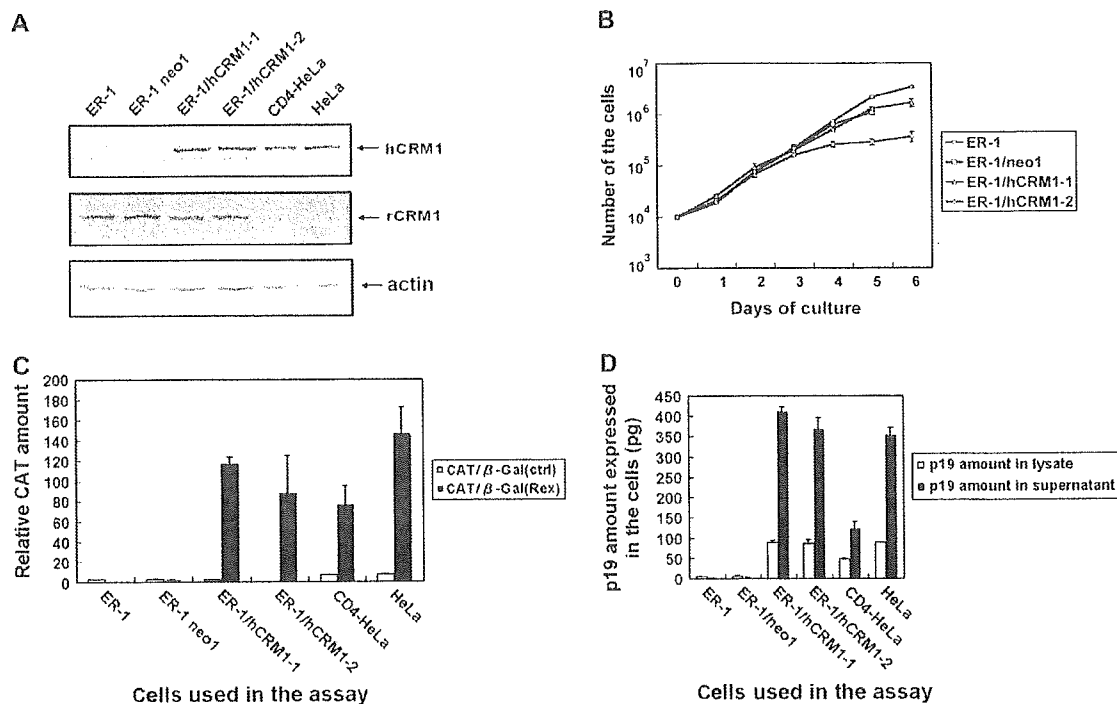 A
ER-1
ER-1 neo1
ER-1/hCRM1-1
ER-1/hCRM1-2
CD4-HeLa
HeLa
hCRM1
rCRM1
actin
B
Number of the cells
10^7
10^6
10^5
10^4
10^3
0 1 2 3 4 5 6
Days of culture
ER-1
ER-1/neo1
ER-1/hCRM1-1
ER-1/hCRM1-2
C
Relative CAT amount
200
180
160
140
120
100
80
60
40
20
0
ER-1
ER-1 neo1
ER-1/hCRM1-1
ER-1/hCRM1-2
CD4-HeLa
HeLa
CAT/β-Gal(ctrl)
CAT/β-Gal(Rex)
Cells used in the assay
D
p19 amount expressed
in the cells (pg)
450
400
350
300
250
200
150
100
50
0
ER-1
ER-1/neo1
ER-1/hCRM1-1
ER-1/hCRM1-2
CD4-HeLa
HeLa
p19 amount in lysate
p19 amount in supernatant
Cells used in the assay